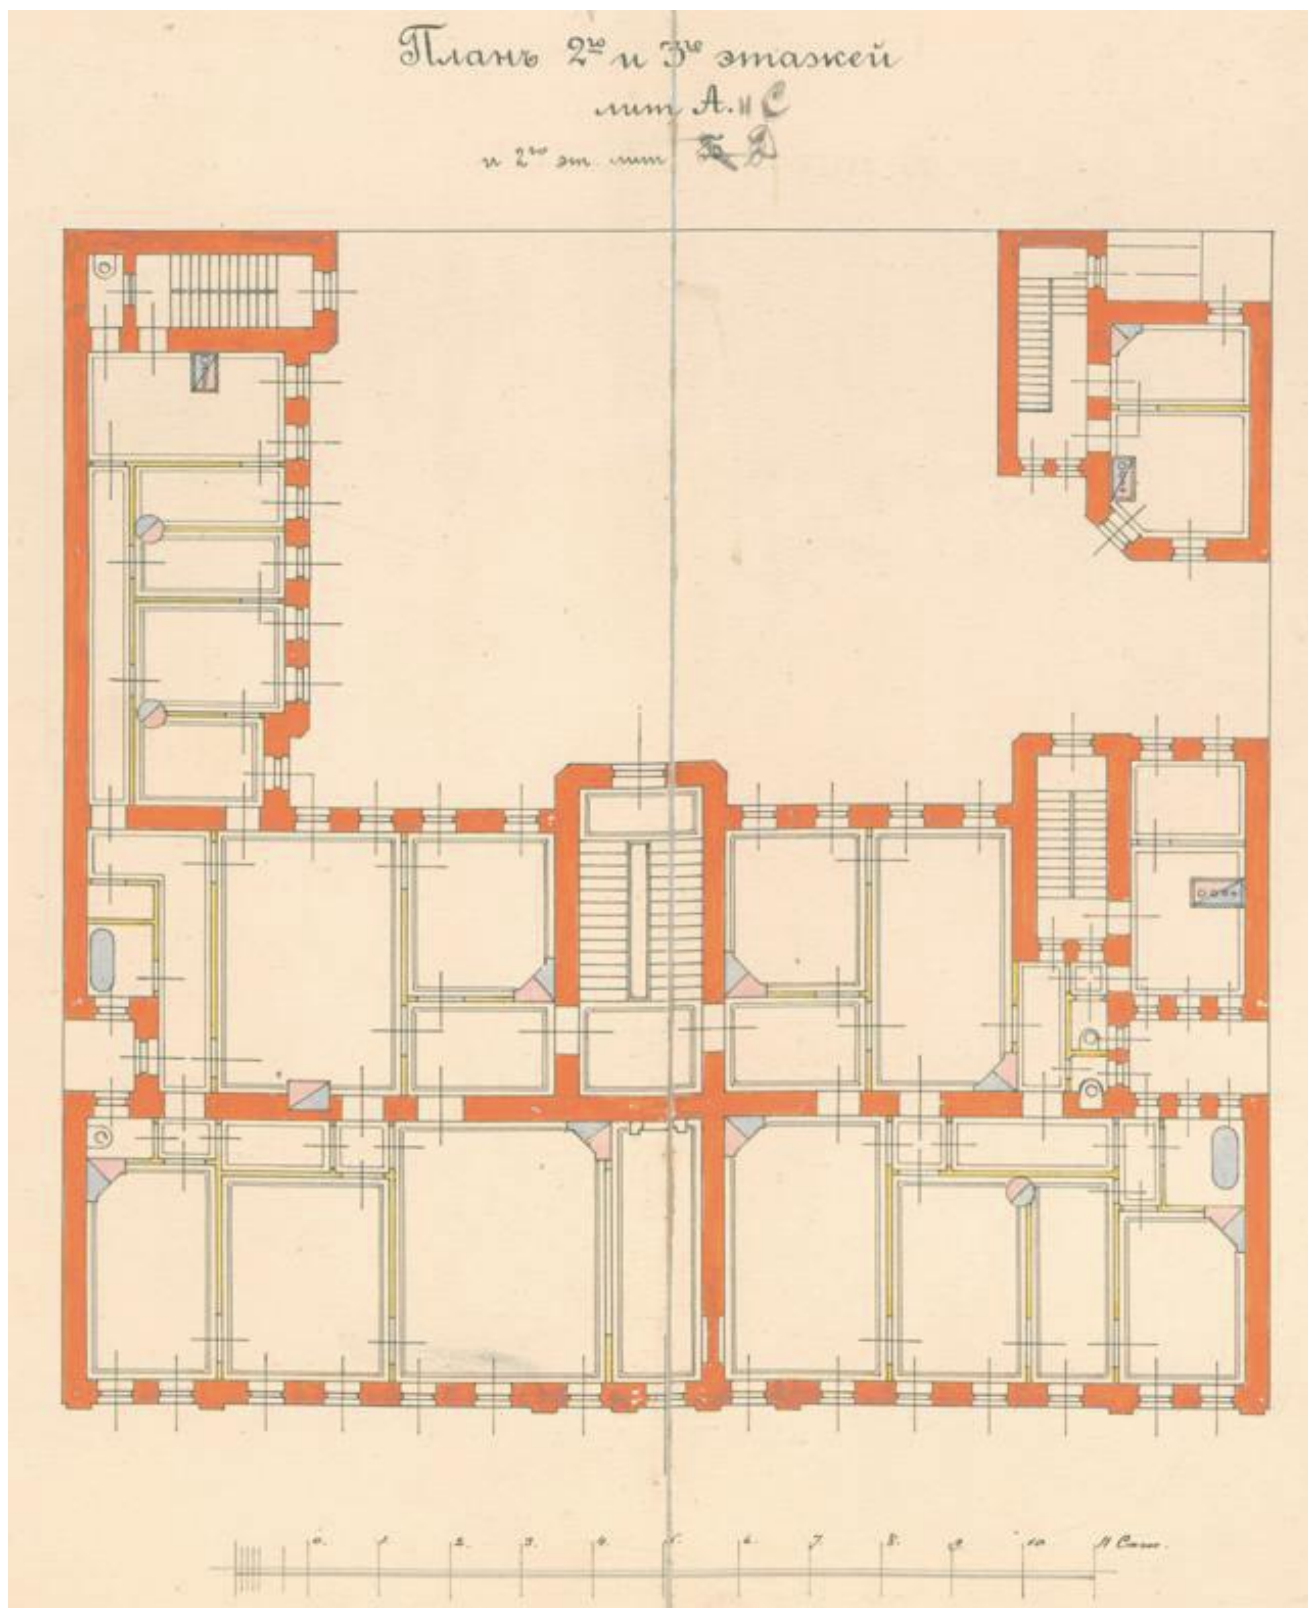 Планъ 2го и 3го этажей
лит А. и С
и 2го эт. лит Б Д
0. 1. 2. 3. 4. 5. 6. 7. 8. 9. 10. 11 Саж.